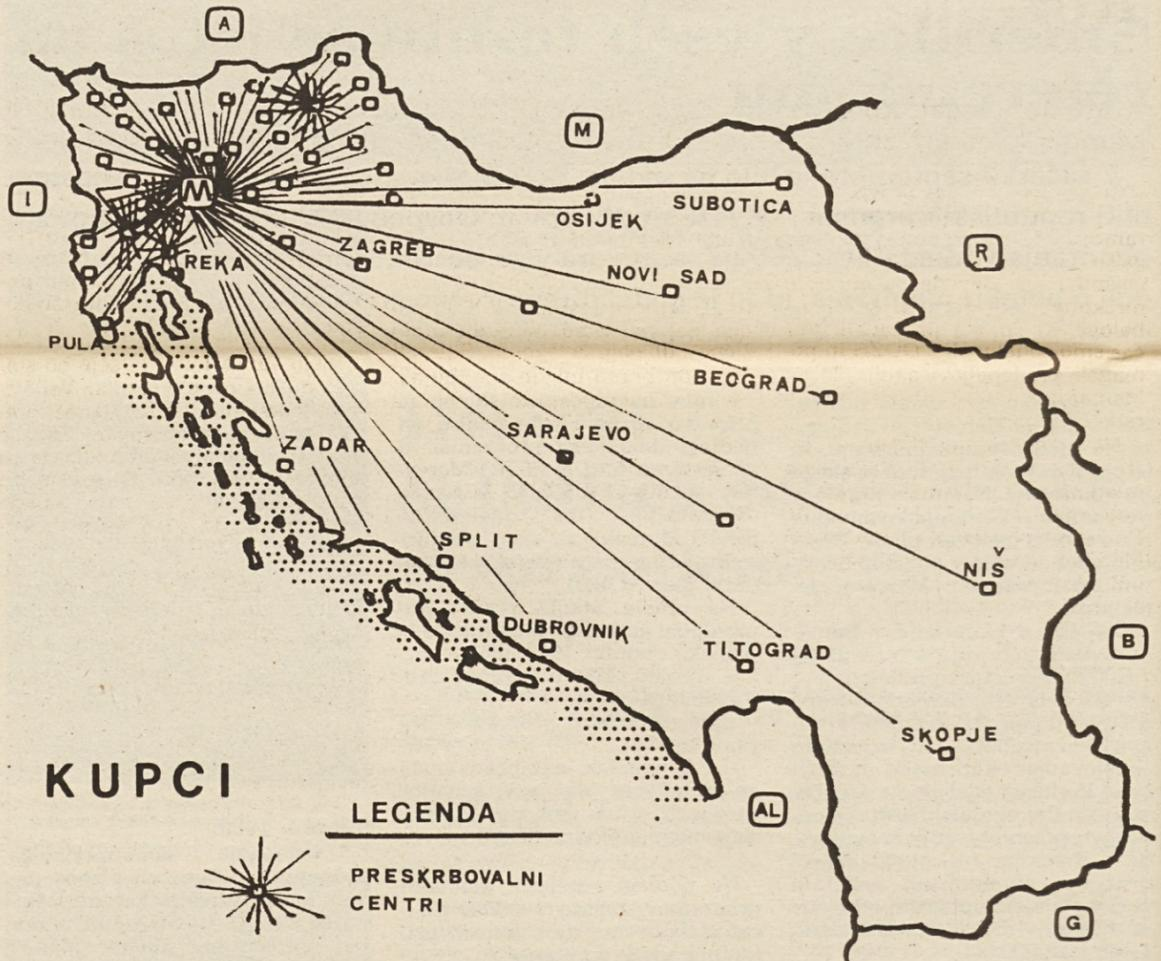 A
M
I
SUBOTICA
OSIJEK
R
ZAGREB
REKA
NOVI SAD
PULA
BEOGRAD
SARAJEVO
ZADAR
SPLIT
NIŠ
DUBROVNIK
TITOGRAD
B
SKOPJE
KUPCI
LEGENDA
AL
PRESKRBOVALNI
CENTRI
G